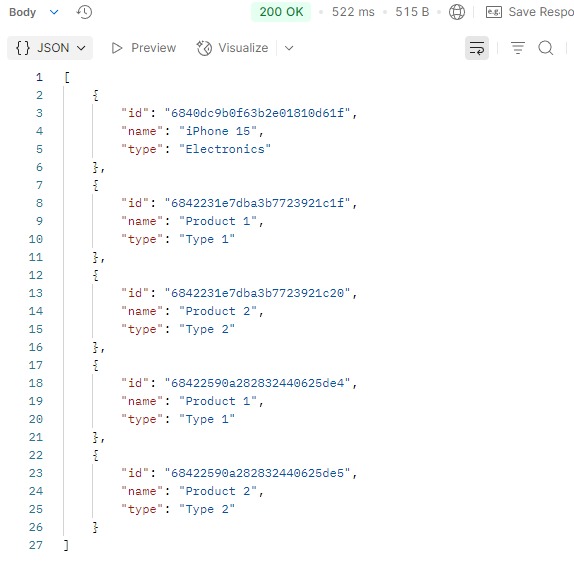 Body 200 OK • 522 ms • 515 B • e.g. Save Respo
{} JSON Preview Visualize
1 [
2 {
3 "id": "6840dc9b0f63b2e01810d61f",
4 "name": "iPhone 15",
5 "type": "Electronics"
6 },
7 {
8 "id": "6842231e7dba3b7723921c1f",
9 "name": "Product 1",
10 "type": "Type 1"
11 },
12 {
13 "id": "6842231e7dba3b7723921c20",
14 "name": "Product 2",
15 "type": "Type 2"
16 },
17 {
18 "id": "68422590a282832440625de4",
19 "name": "Product 1",
20 "type": "Type 1"
21 },
22 {
23 "id": "68422590a282832440625de5",
24 "name": "Product 2",
25 "type": "Type 2"
26 }
27 ]